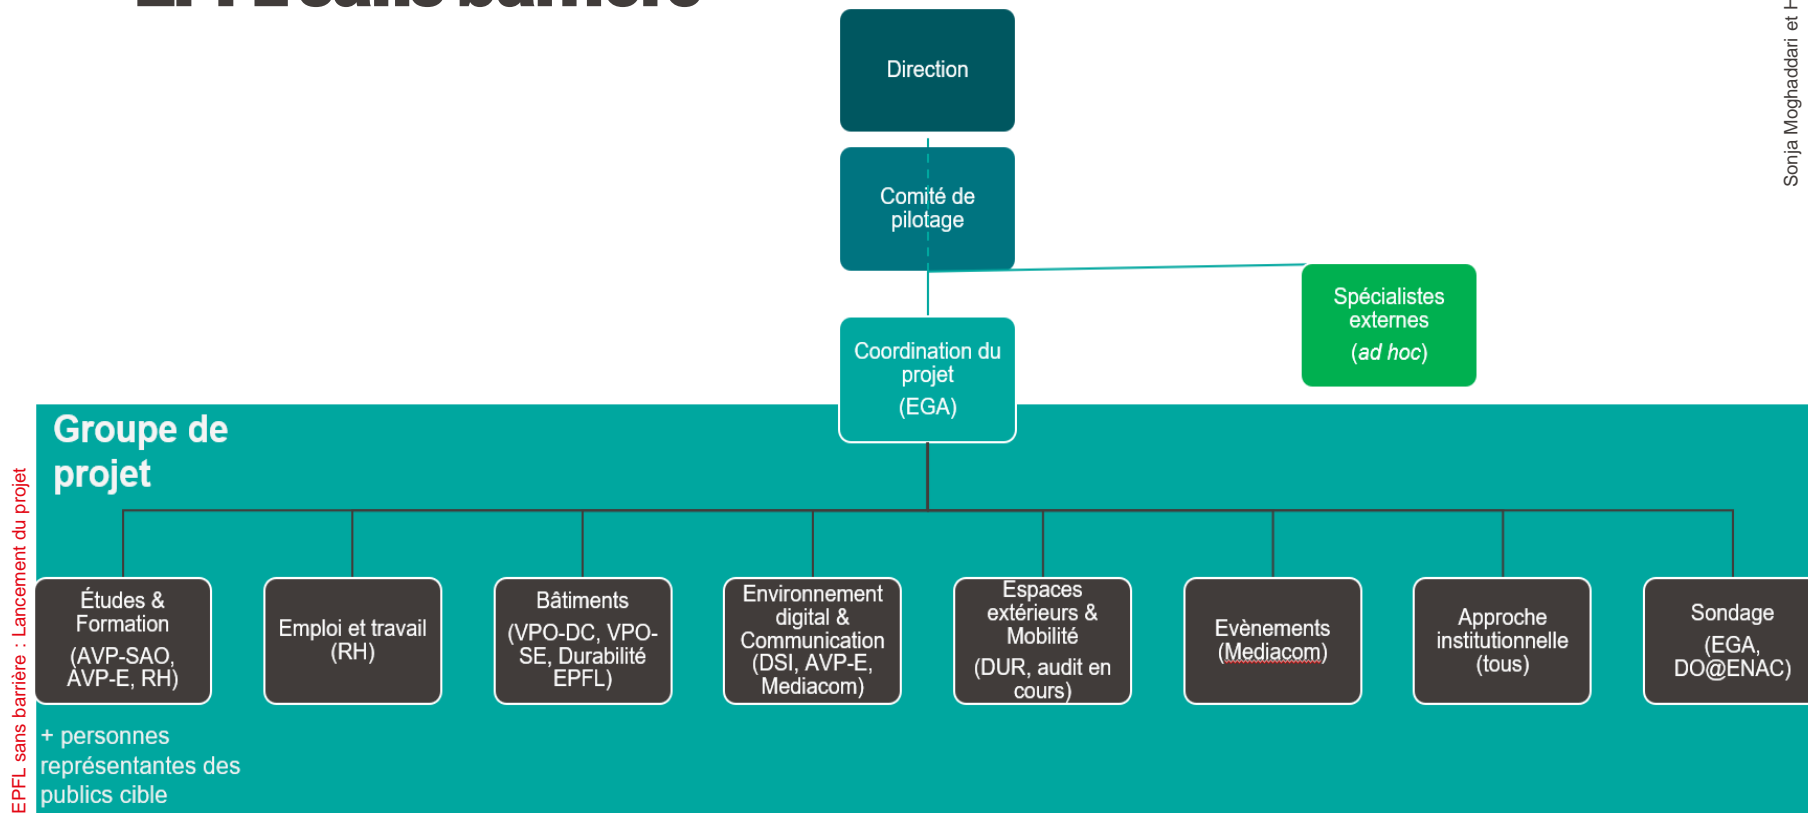 EPFL sans barrière
Sonja Moghaddari et
Direction
Comité de
pilotage
Spécialistes
externes
(ad hoc)
Coordination du
projet
(EGA)
Groupe de
projet
Études &
Formation
(AVP-SAO,
AVP-E, RH)
Emploi et travail
(RH)
Bâtiments
(VPO-DC, VPO-
SE, Durabilité
EPFL)
Environnement
digital &
Communication
(DSI, AVP-E,
Mediacom)
Espaces
extérieurs &
Mobilité
(DUR, audit en
cours)
Evènements
(Mediacom)
Approche
institutionnelle
(tous)
Sondage
(EGA,
DO@ENAC)
+ personnes
représentantes des
publics cible
EPFL sans barrière : Lancement du projet